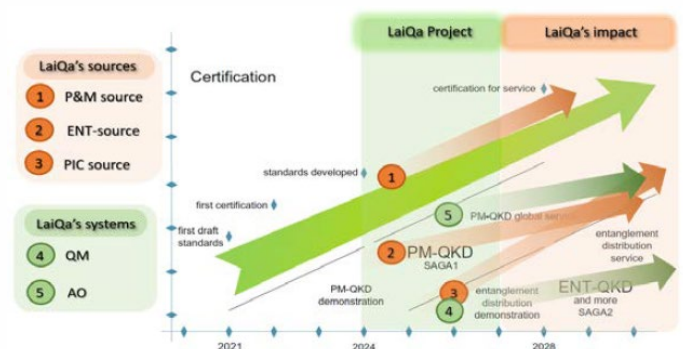 LaiQa's sources
1 P&M source
2 ENT-source
3 PIC source
LaiQa's systems
4 QM
5 AO
LaiQa Project
LaiQa's impact
Certification
certification for service
standards developed
1
first certification
first draft
standards
5
PM-QKD global
2
PM-QKD
SAGA1
PM-QKD
demonstration
3
4
entanglement
distribution
demonstration
entanglement
distribution
service
ENT-QKD
and more
SAGA2
2021
2024
2028